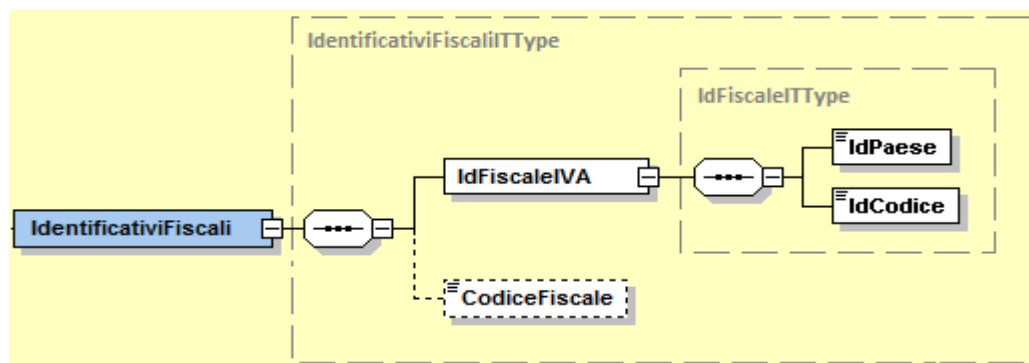 IdentificativiFiscaliITType
IdFiscaleITType
IdPaese
IdFiscaleIVA
IdCodice
IdentificativiFiscali
CodiceFiscale